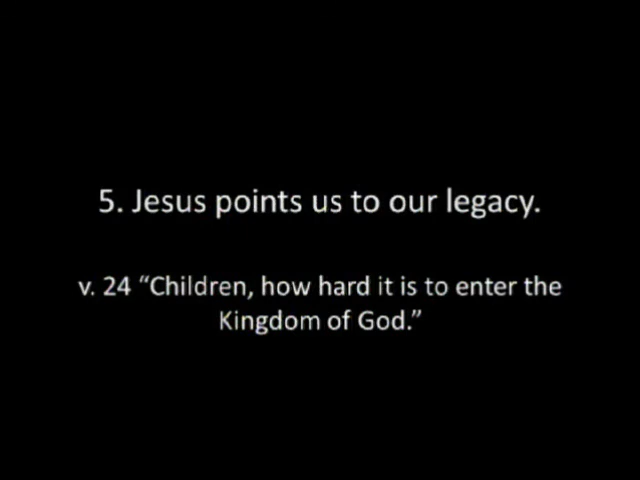 5. Jesus points us to our legacy.
v. 24 “Children, how hard it is to enter the
Kingdom of God.”